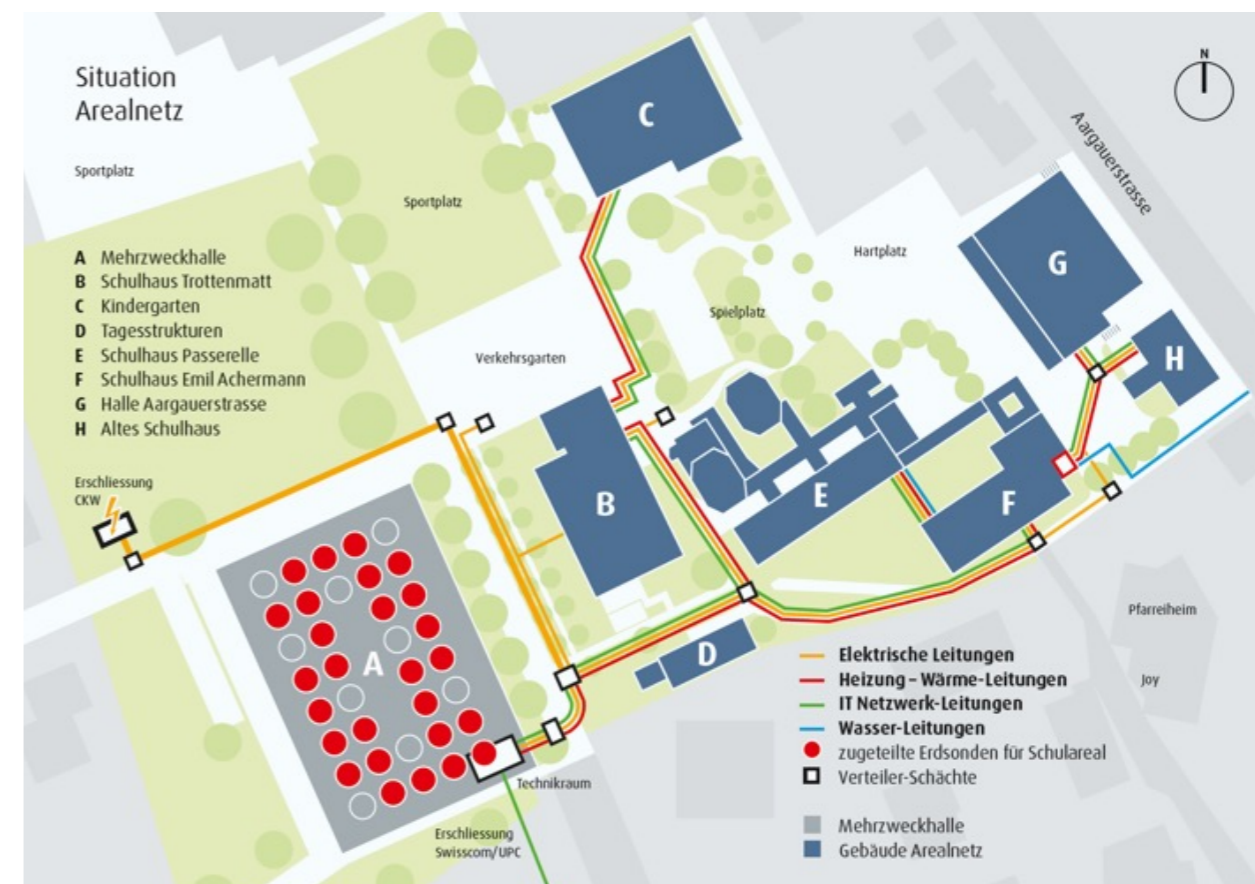 Situation
Arealnetz
N
Aargauerstrasse
Sportplatz
Sportplatz
Hartplatz
Spielplatz
Verkehrsgarten
A Mehrzweckhalle
B Schulhaus Trottenmatt
C Kindergarten
D Tagesstrukturen
E Schulhaus Passerelle
F Schulhaus Emil Achermann
G Halle Aargauerstrasse
H Altes Schulhaus
Erschliessung
CKW
C
G
H
B
E
F
A
D
Pfarreiheim
Joy
Technikraum
Erschliessung
Swisscom/UPC
Elektrische Leitungen
Heizung – Wärme-Leitungen
IT Netzwerk-Leitungen
Wasser-Leitungen
zugeteilte Erdsonden für Schulareal
Verteiler-Schächte
Mehrzweckhalle
Gebäude Arealnetz